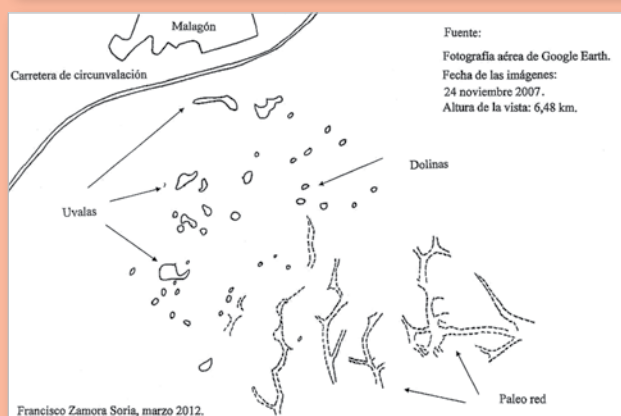 Malagón
Fuente:
Fotografía aérea de Google Earth.
Fecha de las imágenes:
24 noviembre 2007.
Altura de la vista: 6,48 km.
Carretera de circunvalación
Dolinas
Uvalas
Paleo red
Francisco Zamora Soria, marzo 2012.